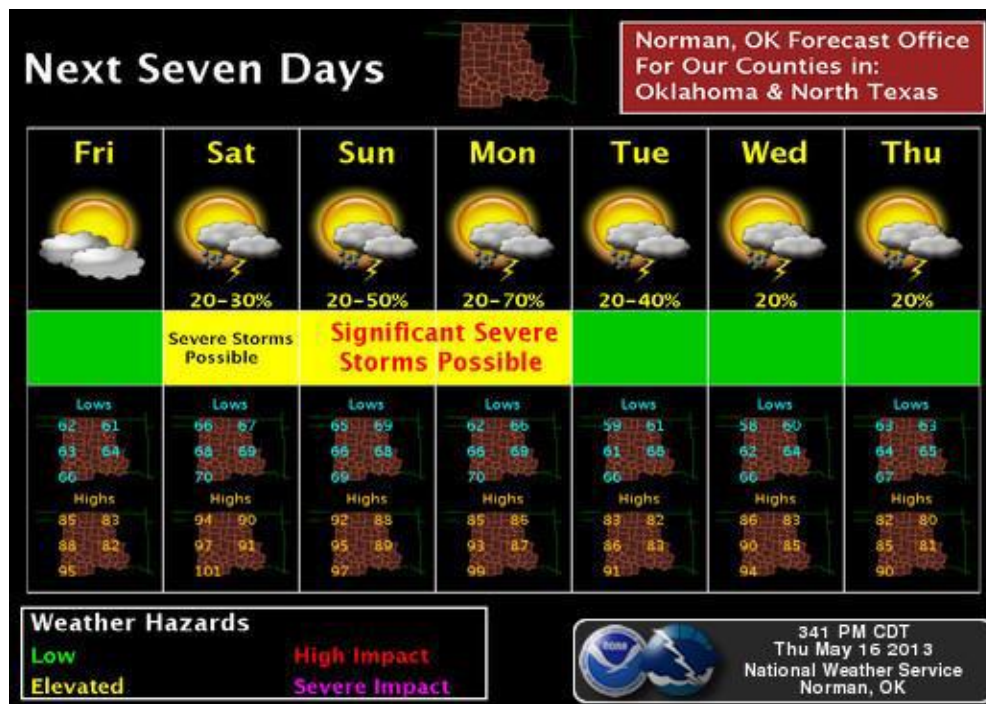 Next Seven Days
Norman, OK Forecast Office
For Our Counties in:
Oklahoma & North Texas
Fri Sat Sun Mon Tue Wed Thu
20-30% 20-50% 20-70% 20-40% 20% 20%
Severe Storms
Possible
Significant Severe
Storms Possible
Lows Lows Lows Lows Lows Lows Lows
62 61 66 67 65 69 62 66 59 61 58 60 63 63
63 64 68 69 66 68 66 69 61 66 62 64 64 65
66 70 69 70 66 66 67
Highs Highs Highs Highs Highs Highs Highs
85 83 94 90 92 88 85 86 83 82 86 83 82 80
88 82 97 91 95 89 93 87 86 83 90 85 85 81
95 101 97 99 91 94 90
Weather Hazards
Low High Impact
Elevated Severe Impact
341 PM CDT
Thu May 16 2013
National Weather Service
Norman, OK